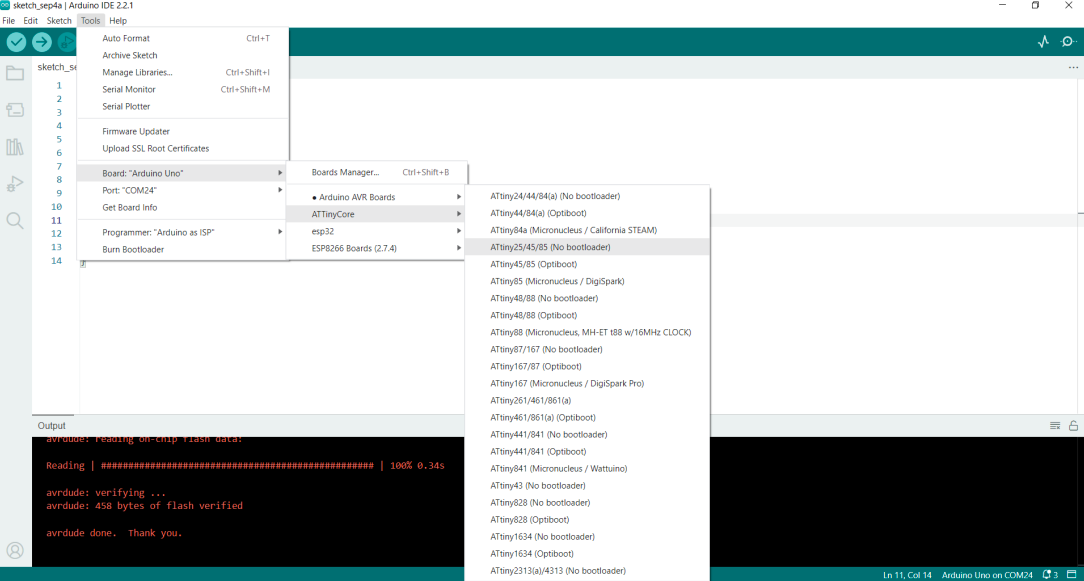 sketch_sep4a | Arduino IDE 2.2.1
File Edit Sketch Tools Help
sketch_se
Auto Format Ctrl+T
Archive Sketch
Manage Libraries... Ctrl+Shift+I
Serial Monitor Ctrl+Shift+M
Serial Plotter
Firmware Updater
Upload SSL Root Certificates
Board: "Arduino Uno"
Port: "COM24"
Get Board Info
Programmer: "Arduino as ISP"
Burn Bootloader
1
2
3
4
5
6
7
8
9
10
11
12
13
14
}
Boards Manager... Ctrl+Shift+B
● Arduino AVR Boards
ATTinyCore
esp32
ESP8266 Boards (2.7.4)
ATtiny24/44/84(a) (No bootloader)
ATtiny44/84(a) (Optiboot)
ATtiny84a (Micronucleus / California STEAM)
ATtiny25/45/85 (No bootloader)
ATtiny45/85 (Optiboot)
ATtiny85 (Micronucleus / DigiSpark)
ATtiny48/88 (No bootloader)
ATtiny48/88 (Optiboot)
ATtiny88 (Micronucleus, MH-ET t88 w/16MHz CLOCK)
ATtiny87/167 (No bootloader)
ATtiny167/87 (Optiboot)
ATtiny167 (Micronucleus / DigiSpark Pro)
ATtiny261/461/861(a)
ATtiny461/861(a) (Optiboot)
ATtiny441/841 (No bootloader)
ATtiny441/841 (Optiboot)
ATtiny841 (Micronucleus / Wattuino)
ATtiny43 (No bootloader)
ATtiny828 (No bootloader)
ATtiny828 (Optiboot)
ATtiny1634 (No bootloader)
ATtiny1634 (Optiboot)
ATtiny2313(a)/4313 (No bootloader)
Output
avrdude: reading on-chip flash data:
Reading | ################################################## | 100% 0.34s
avrdude: verifying ...
avrdude: 458 bytes of flash verified
avrdude done.  Thank you.
Ln 11, Col 14 Arduino Uno on COM24 3